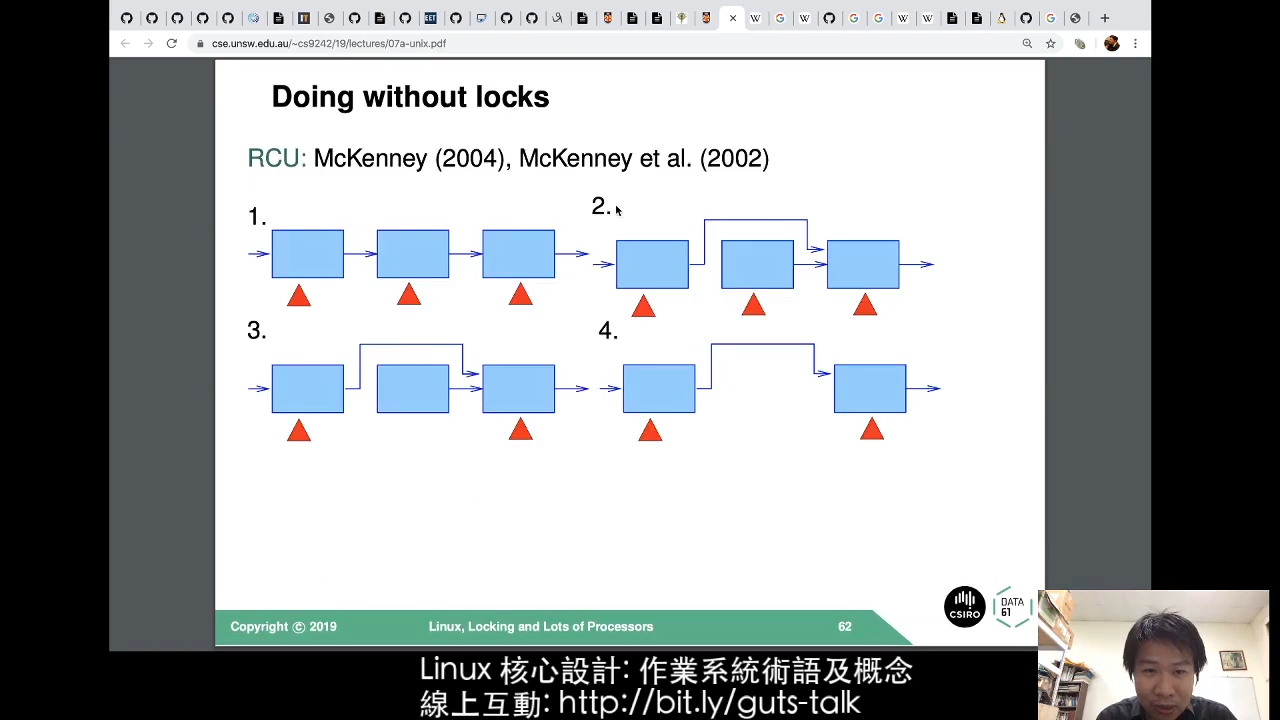 cse.unsw.edu.au/~cs9242/19/lectures/07a-unix.pdf
Doing without locks
RCU: McKenney (2004), McKenney et al. (2002)
1.
2.
3.
4.
CSIRO
DATA
61
Copyright © 2019
Linux, Locking and Lots of Processors
62
Linux 核心設計: 作業系統術語及概念
線上互動: http://bit.ly/guts-talk